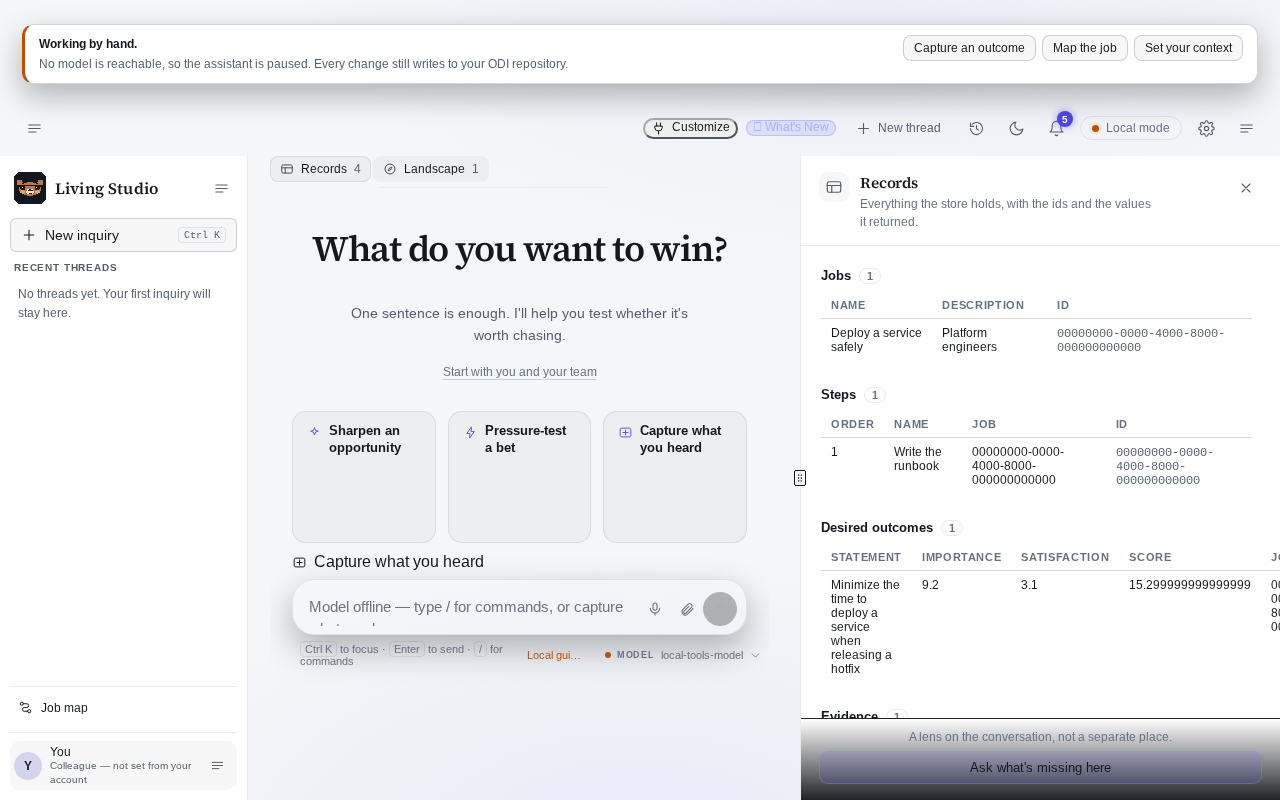 Working by hand.
No model is reachable, so the assistant is paused. Every change still writes to your ODI repository.
Capture an outcome
Map the job
Set your context
Customize
What's New
New thread
5
Local mode
Living Studio
New inquiry
Ctrl K
RECENT THREADS
No threads yet. Your first inquiry will
stay here.
Job map
Y
You
Colleague — not set from your
account
Records 4
Landscape 1
What do you want to win?
One sentence is enough. I'll help you test whether it's
worth chasing.
Start with you and your team
Sharpen an
opportunity
Pressure-test
a bet
Capture what
you heard
Capture what you heard
Model offline — type / for commands, or capture
Ctrl K to focus · Enter to send · / for
commands
Local gui…
MODEL local-tools-model
Records
Everything the store holds, with the ids and the values
it returned.
Jobs 1
NAME DESCRIPTION ID
Deploy a service
safely
Platform
engineers
00000000-0000-4000-8000-
000000000000
Steps 1
ORDER NAME JOB ID
1
Write the
runbook
00000000-0000-
4000-8000-
000000000000
00000000-0000-
4000-8000-
000000000000
Desired outcomes 1
STATEMENT IMPORTANCE SATISFACTION SCORE
Minimize the
time to
deploy a
service
when
releasing a
hotfix
9.2
3.1
15.299999999999999
Evidence 1
A lens on the conversation, not a separate place.
Ask what's missing here